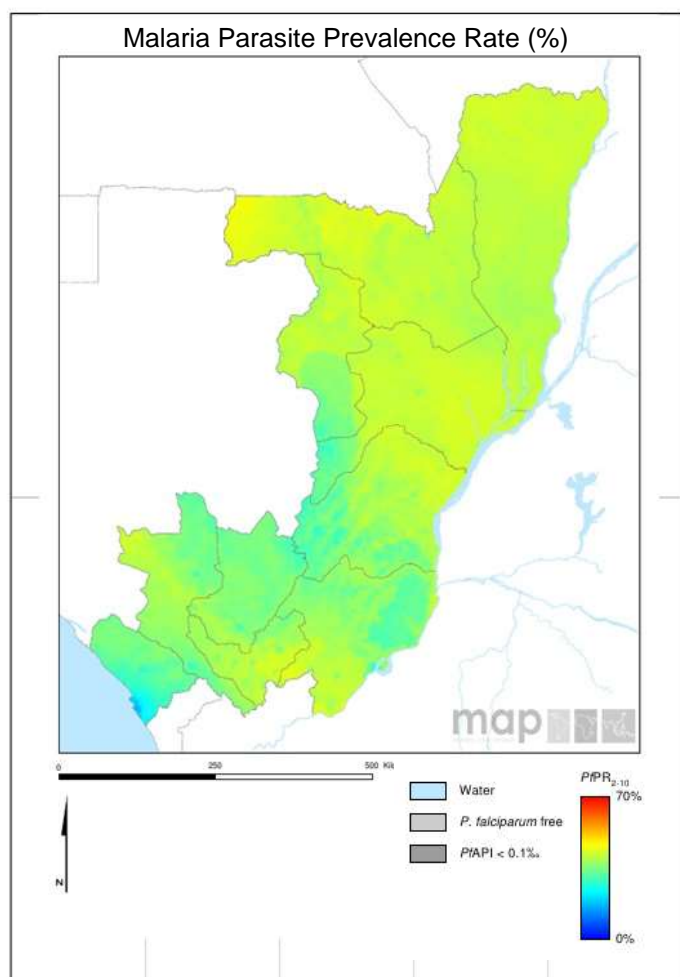 Malaria Parasite Prevalence Rate (%)
map
0 250 500 Km
N
Water
P. falciparum free
PfAPI < 0.1‰
PfPR2-10
70%
0%